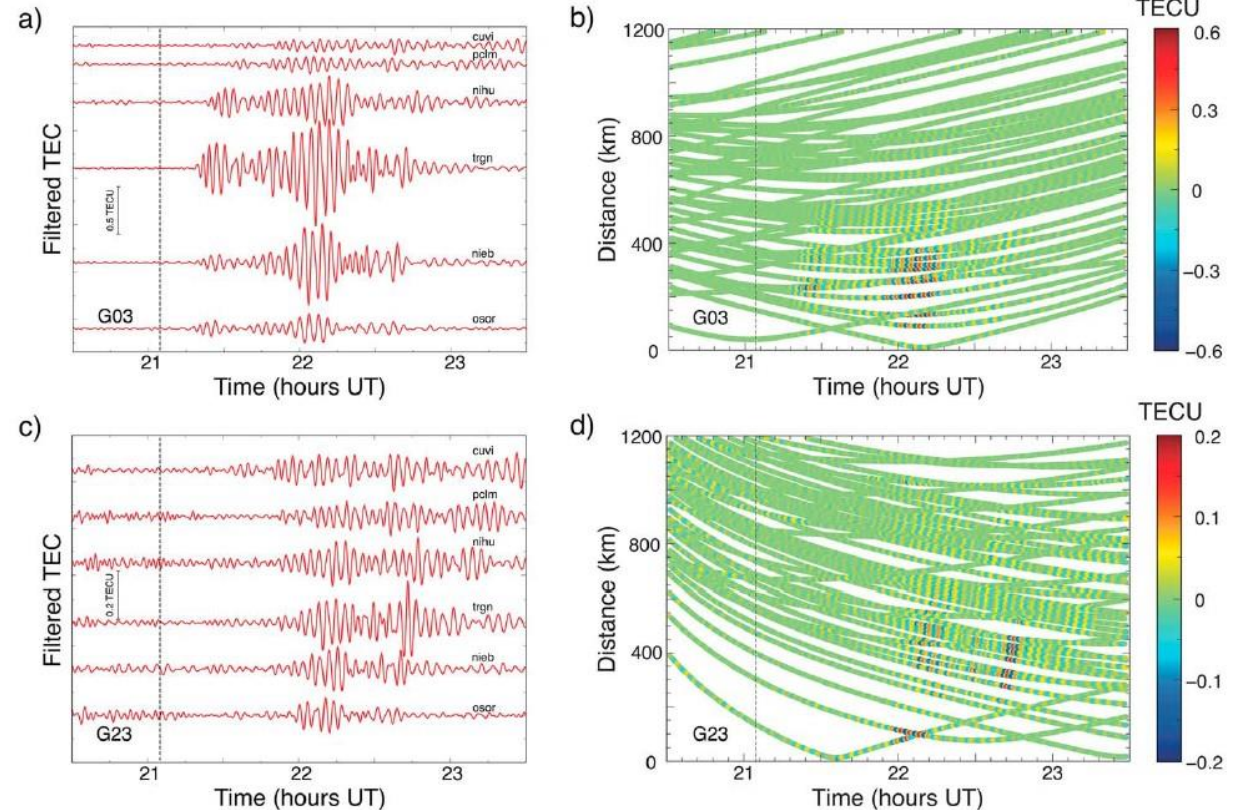 a)
cuvi
pclm
nihu
trgn
nieb
osor
Filtered TEC
0.5 TECU
G03
21 22 23
Time (hours UT)
b)
TECU
1200
800
400
0
Distance (km)
G03
21 22 23
Time (hours UT)
0.6
0.3
0
−0.3
−0.6
c)
cuvi
pclm
nihu
trgn
nieb
osor
Filtered TEC
0.2 TECU
G23
21 22 23
Time (hours UT)
d)
TECU
1200
800
400
0
Distance (km)
G23
21 22 23
Time (hours UT)
0.2
0.1
0
−0.1
−0.2